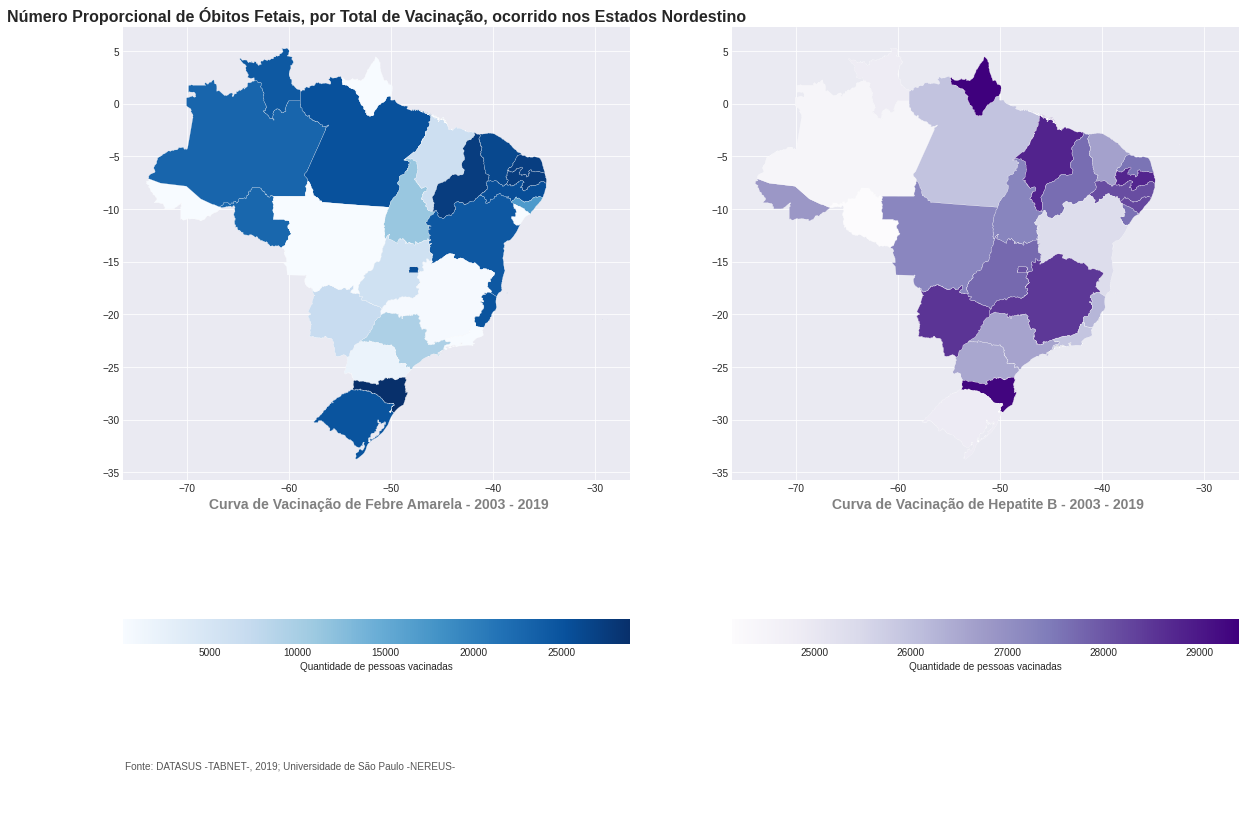 Número Proporcional de Óbitos Fetais, por Total de Vacinação, ocorrido nos Estados Nordestino
5
0
−5
−10
−15
−20
−25
−30
−35
−70 −60 −50 −40 −30
Curva de Vacinação de Febre Amarela - 2003 - 2019
5
0
−5
−10
−15
−20
−25
−30
−35
−70 −60 −50 −40 −30
Curva de Vacinação de Hepatite B - 2003 - 2019
5000 10000 15000 20000 25000
Quantidade de pessoas vacinadas
25000 26000 27000 28000 29000
Quantidade de pessoas vacinadas
Fonte: DATASUS -TABNET-, 2019; Universidade de São Paulo -NEREUS-